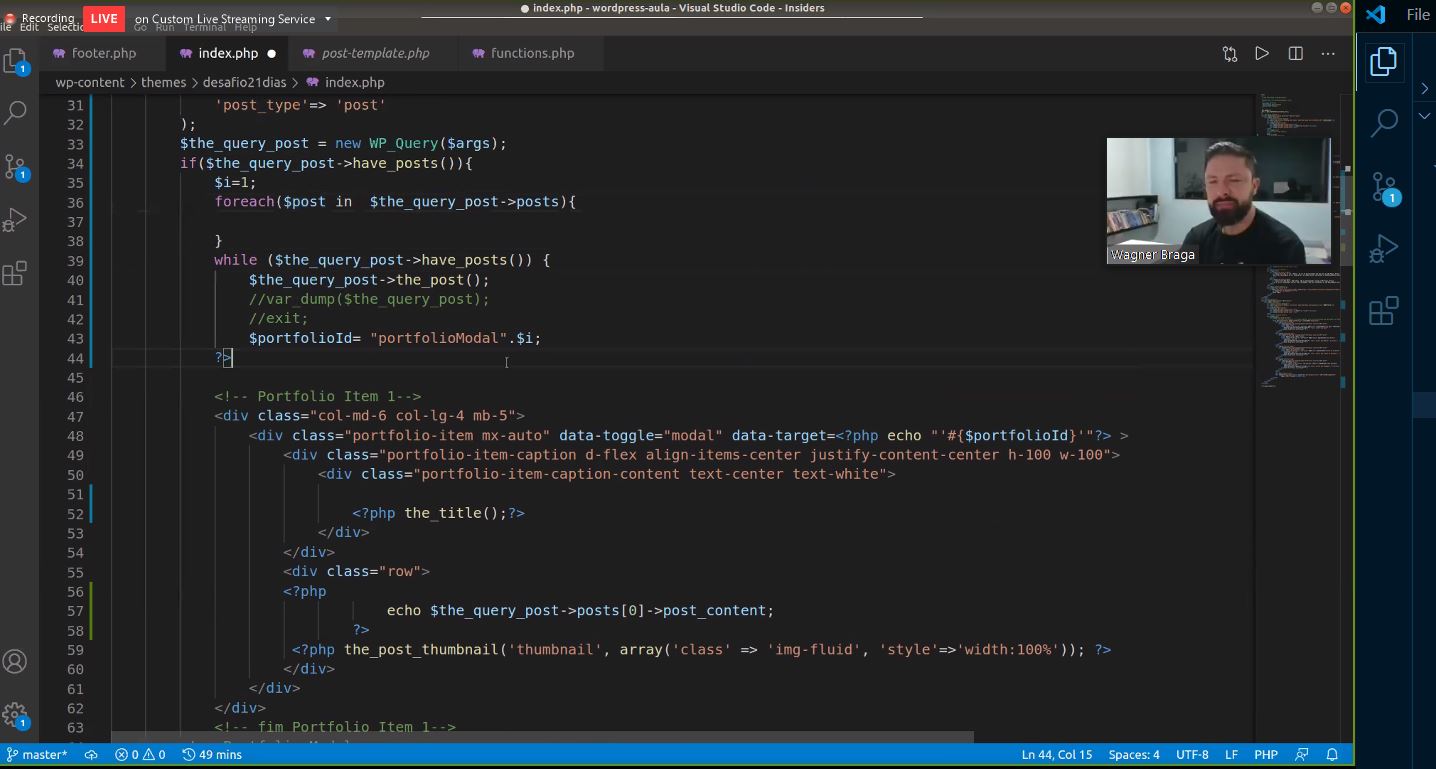 Recording
LIVE
on Custom Live Streaming Service
index.php - wordpress-aula - Visual Studio Code - Insiders
File
Edit Selectio Go Run Terminal Help
footer.php
index.php
post-template.php
functions.php
wp-content > themes > desafio21dias > index.php
31 'post_type'=> 'post'
32 );
33 $the_query_post = new WP_Query($args);
34 if($the_query_post->have_posts()){
35 $i=1;
36 foreach($post in  $the_query_post->posts){
37
38 }
39 while ($the_query_post->have_posts()) {
40 $the_query_post->the_post();
41 //var_dump($the_query_post);
42 //exit;
43 $portfolioId= "portfolioModal".$i;
44 ?>
45
46 <!-- Portfolio Item 1-->
47 <div class="col-md-6 col-lg-4 mb-5">
48 <div class="portfolio-item mx-auto" data-toggle="modal" data-target=<?php echo "'#{$portfolioId}'"?> >
49 <div class="portfolio-item-caption d-flex align-items-center justify-content-center h-100 w-100">
50 <div class="portfolio-item-caption-content text-center text-white">
51
52 <?php the_title();?>
53 </div>
54 </div>
55 <div class="row">
56 <?php
57 echo $the_query_post->posts[0]->post_content;
58 ?>
59 <?php the_post_thumbnail('thumbnail', array('class' => 'img-fluid', 'style'=>'width:100%')); ?>
60 </div>
61 </div>
62 </div>
63 <!-- fim Portfolio Item 1-->
Wagner Braga
1
1
1
1
master*
0 0
49 mins
Ln 44, Col 15
Spaces: 4
UTF-8
LF
PHP